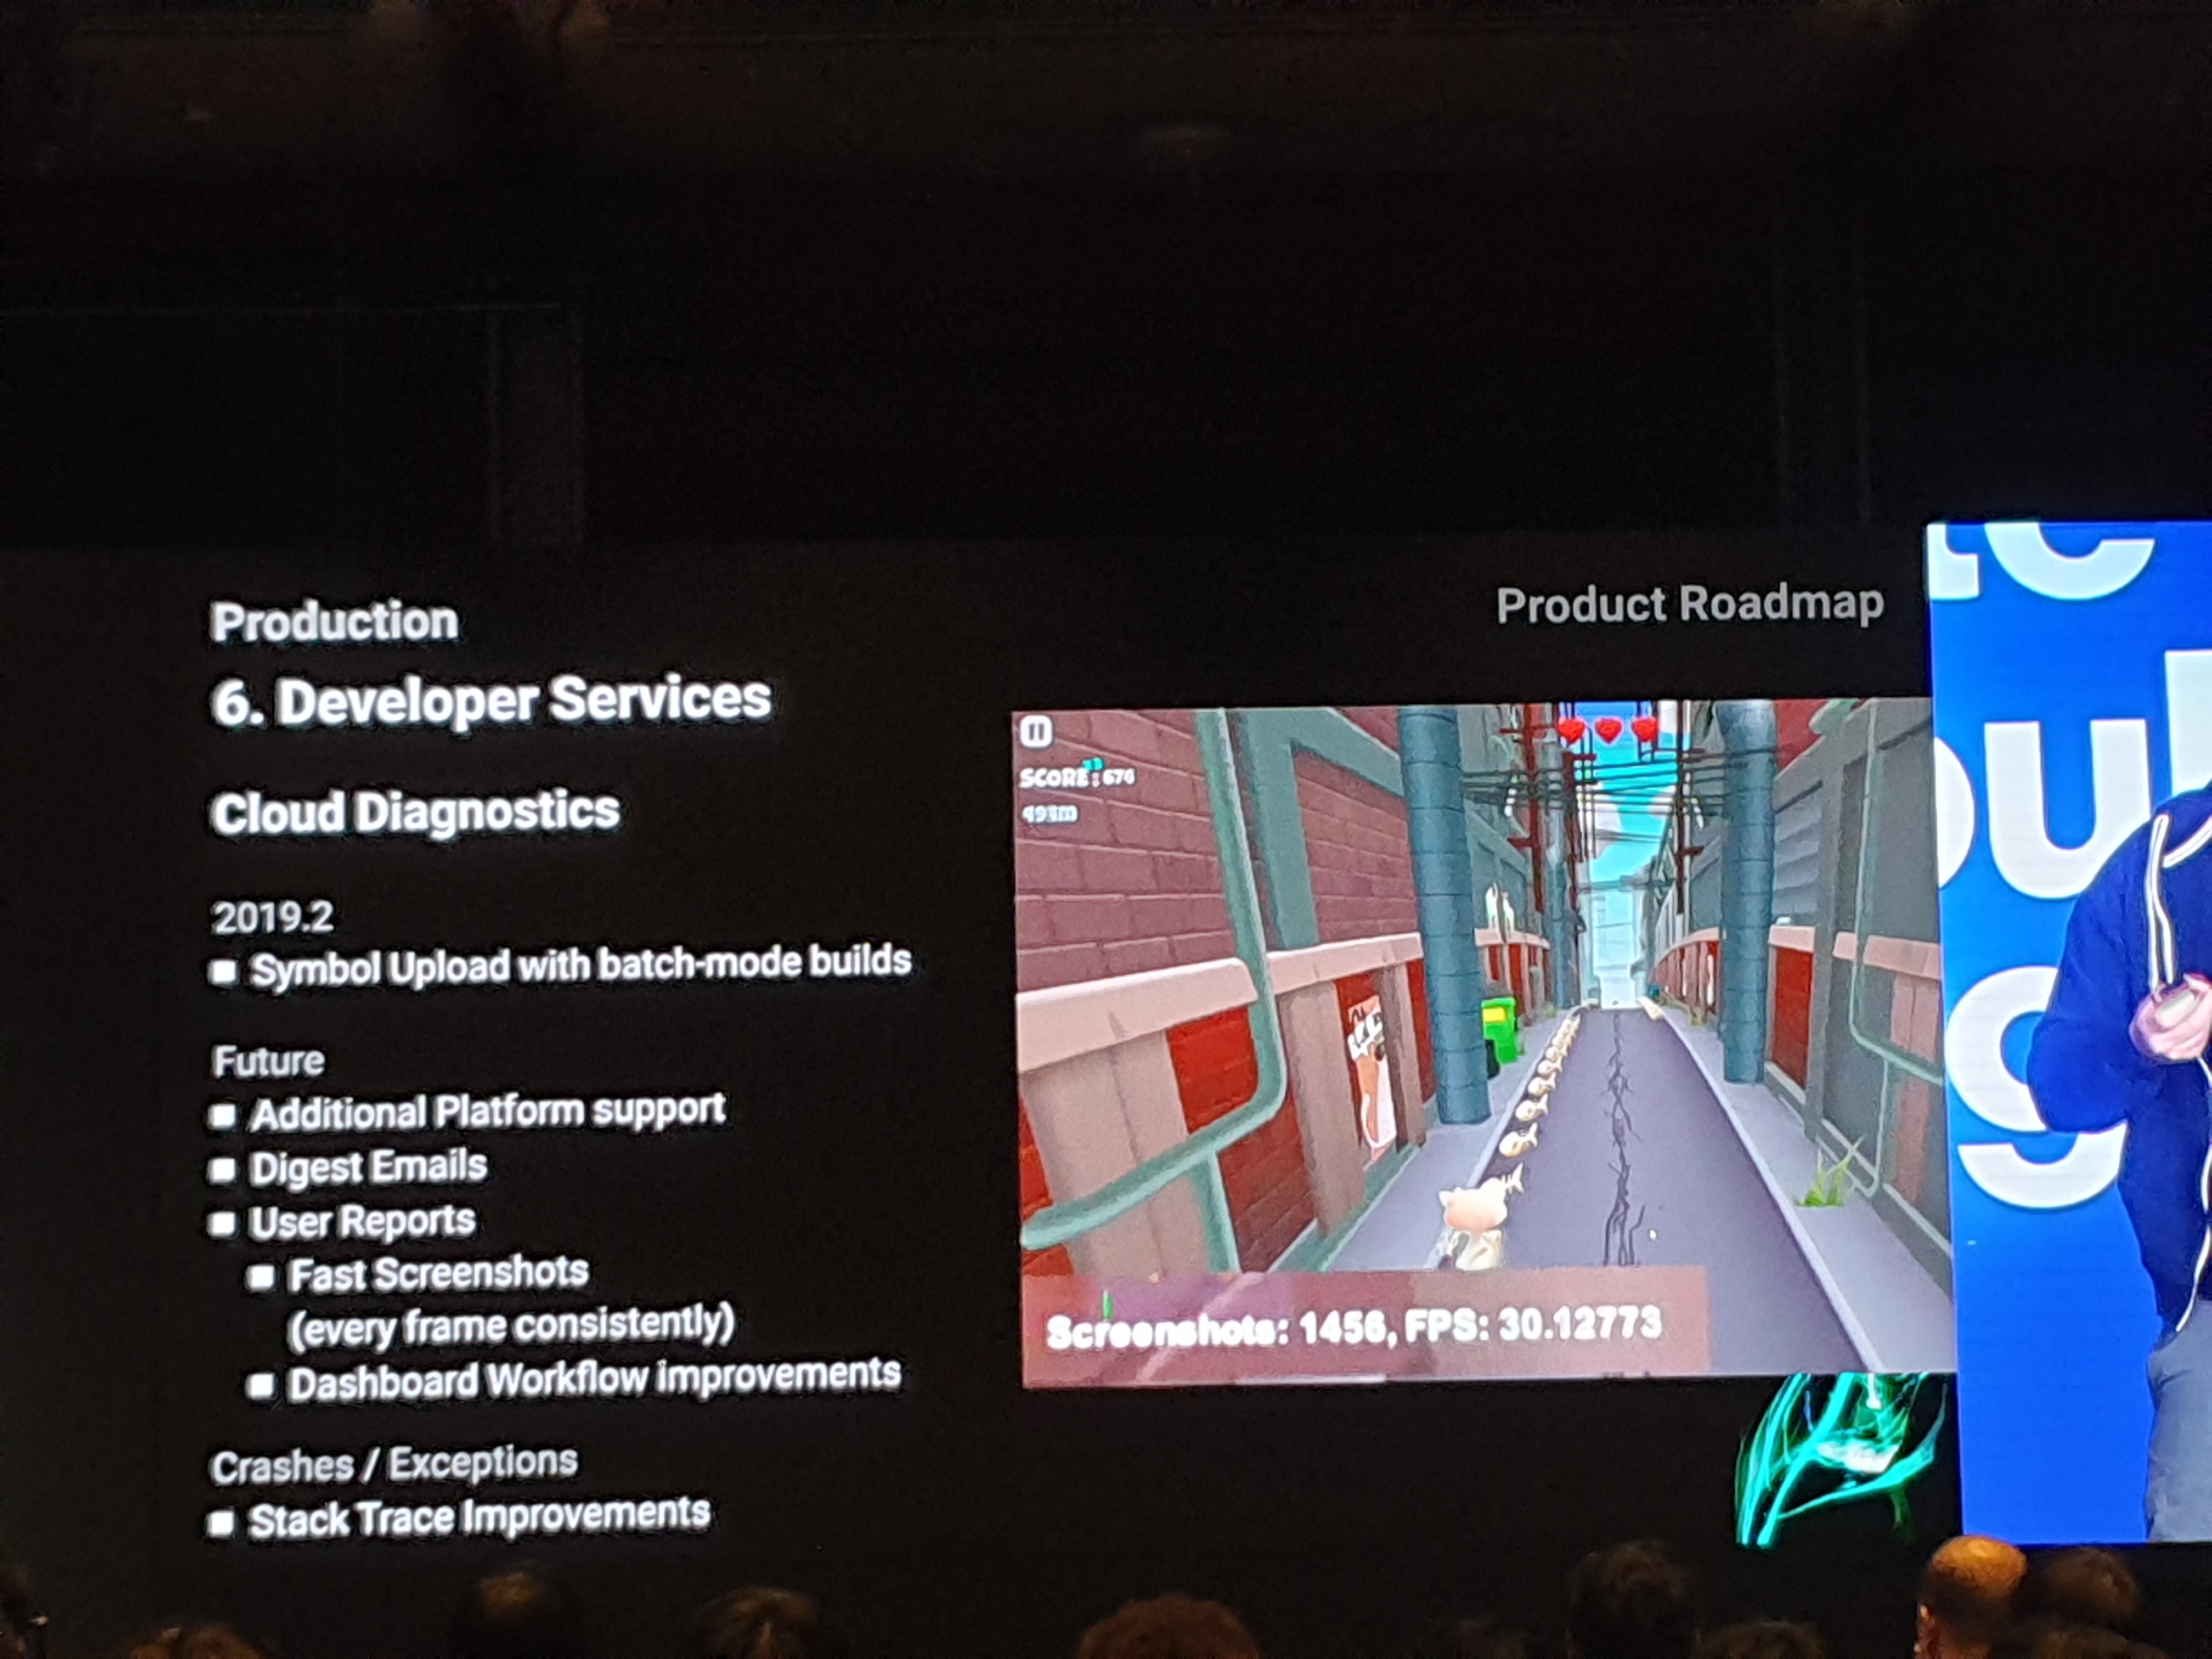 Product Roadmap
Production
6. Developer Services
Cloud Diagnostics
2019.2
Symbol Upload with batch-mode builds
Future
Additional Platform support
Digest Emails
User Reports
Fast Screenshots
(every frame consistently)
Dashboard Workflow improvements
Crashes / Exceptions
Stack Trace Improvements
SCORE: 676
Screenshots: 1456, FPS: 30.12773
ou
g